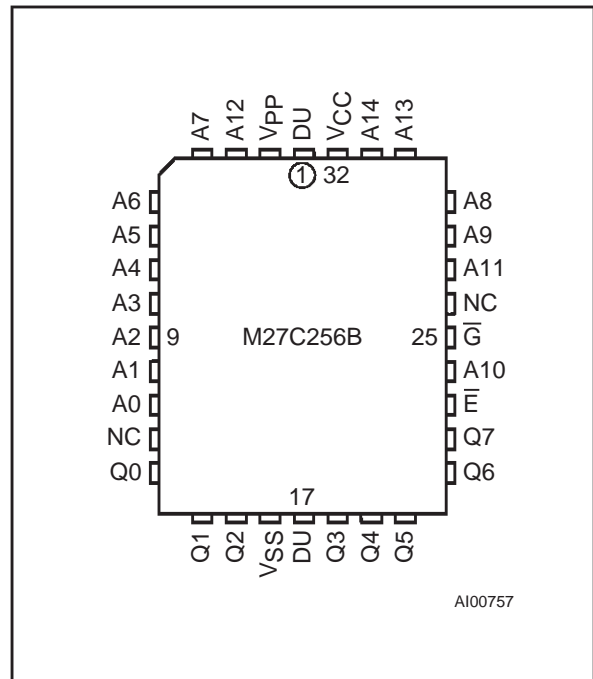 A7 A12 VPP DU VCC A14 A13
1 32
A6 A8
A5 A9
A4 A11
A3 NC
A2 9 M27C256B 25 G̅
A1 A10
A0 E̅
NC Q7
Q0 Q6
17
Q1 Q2 VSS DU Q3 Q4 Q5
AI00757